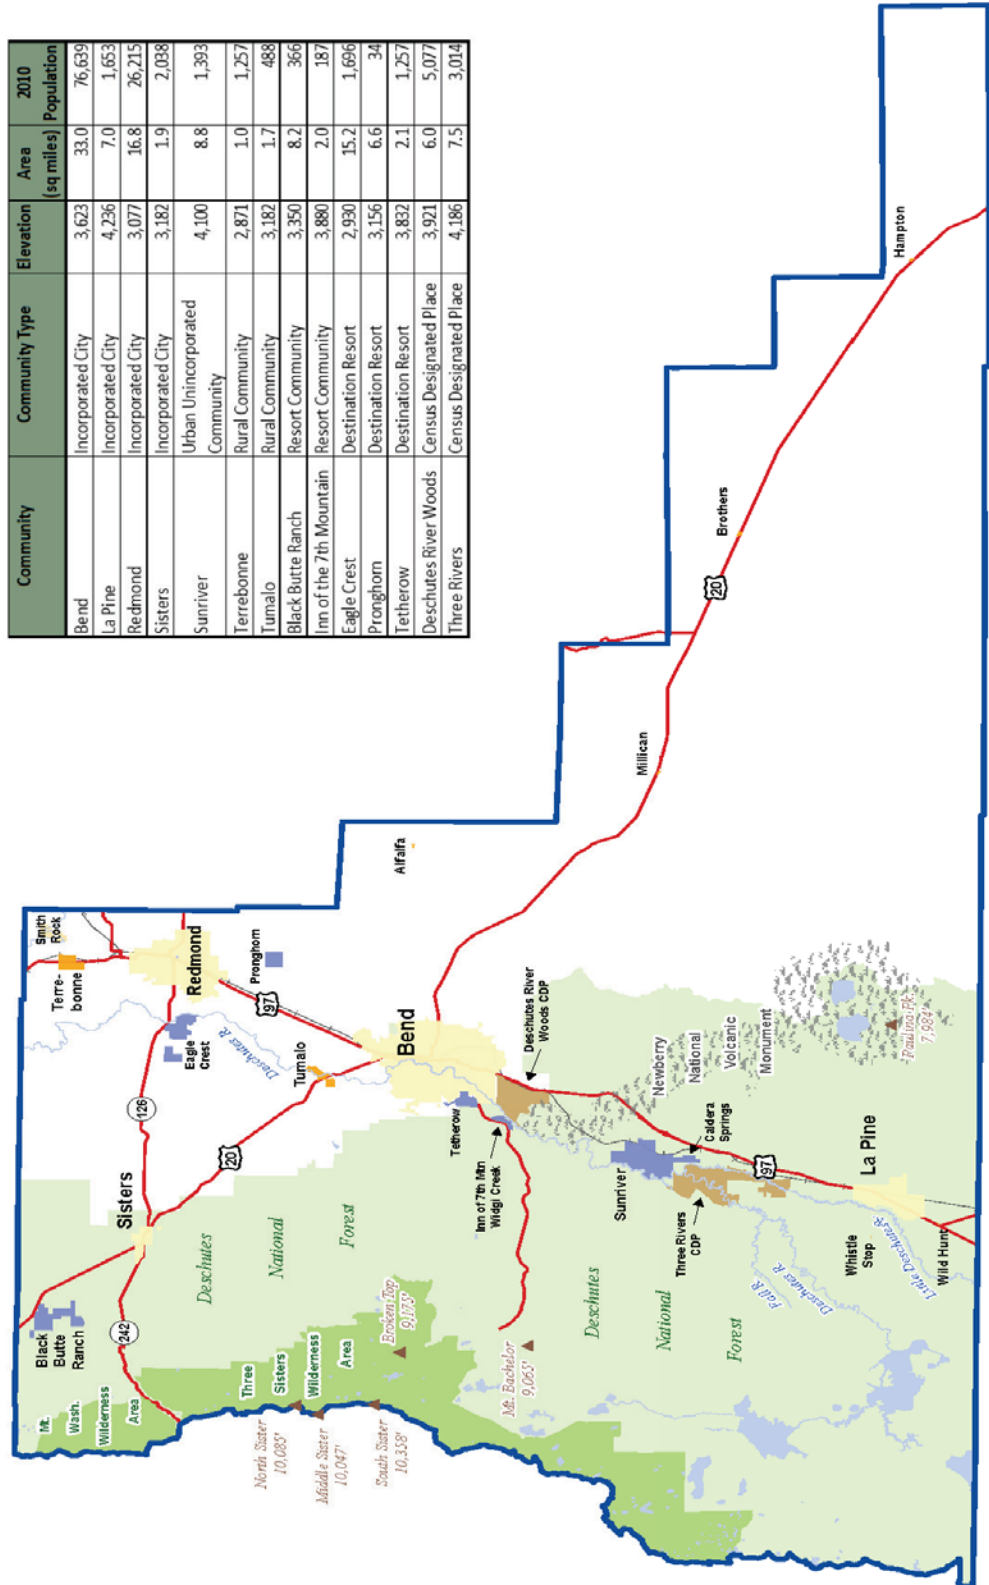 Community Community Type Elevation Area (sq miles) 2010 Population
Bend Incorporated City 3,623 33.0 76,639
La Pine Incorporated City 4,236 7.0 1,653
Redmond Incorporated City 3,077 16.8 26,215
Sisters Incorporated City 3,182 1.9 2,038
Sunriver Urban Unincorporated Community 4,100 8.8 1,393
Terrebonne Rural Community 2,871 1.0 1,257
Tumalo Rural Community 3,182 1.7 488
Black Butte Ranch Resort Community 3,350 8.2 366
Inn of the 7th Mountain Resort Community 3,880 2.0 187
Eagle Crest Destination Resort 2,930 15.2 1,696
Pronghorn Destination Resort 3,156 6.6 34
Tetherow Destination Resort 3,832 2.1 1,257
Deschutes River Woods Census Designated Place 3,921 6.0 5,077
Three Rivers Census Designated Place 4,186 7.5 3,014
Black
Butte
Ranch
Mt.
Wash.
Wilderness
Area
242
Sisters
126
20
Terre-
bonne
Smith
Rock
Redmond
Eagle
Crest
Deschutes R.
Pronghorn
97
Tumalo
Deschutes
National
Forest
Three
Sisters
Wilderness
Area
North Sister
10,085'
Middle Sister
10,047'
South Sister
10,358'
Broken Top
9,175'
Mt. Bachelor
9,065'
Bend
Tetherow
Inn of 7th Mtn
Widgi Creek
Deschutes River
Woods CDP
Alfalfa
Millican
20
Brothers
Hampton
Newberry
National
Volcanic
Monument
Paulina Pk.
7,984'
Sunriver
Caldera
Springs
Three Rivers
CDP
97
Deschutes
National
Forest
Fall R.
Deschutes R.
Little Deschutes R.
La Pine
Whistle
Stop
Wild Hunt